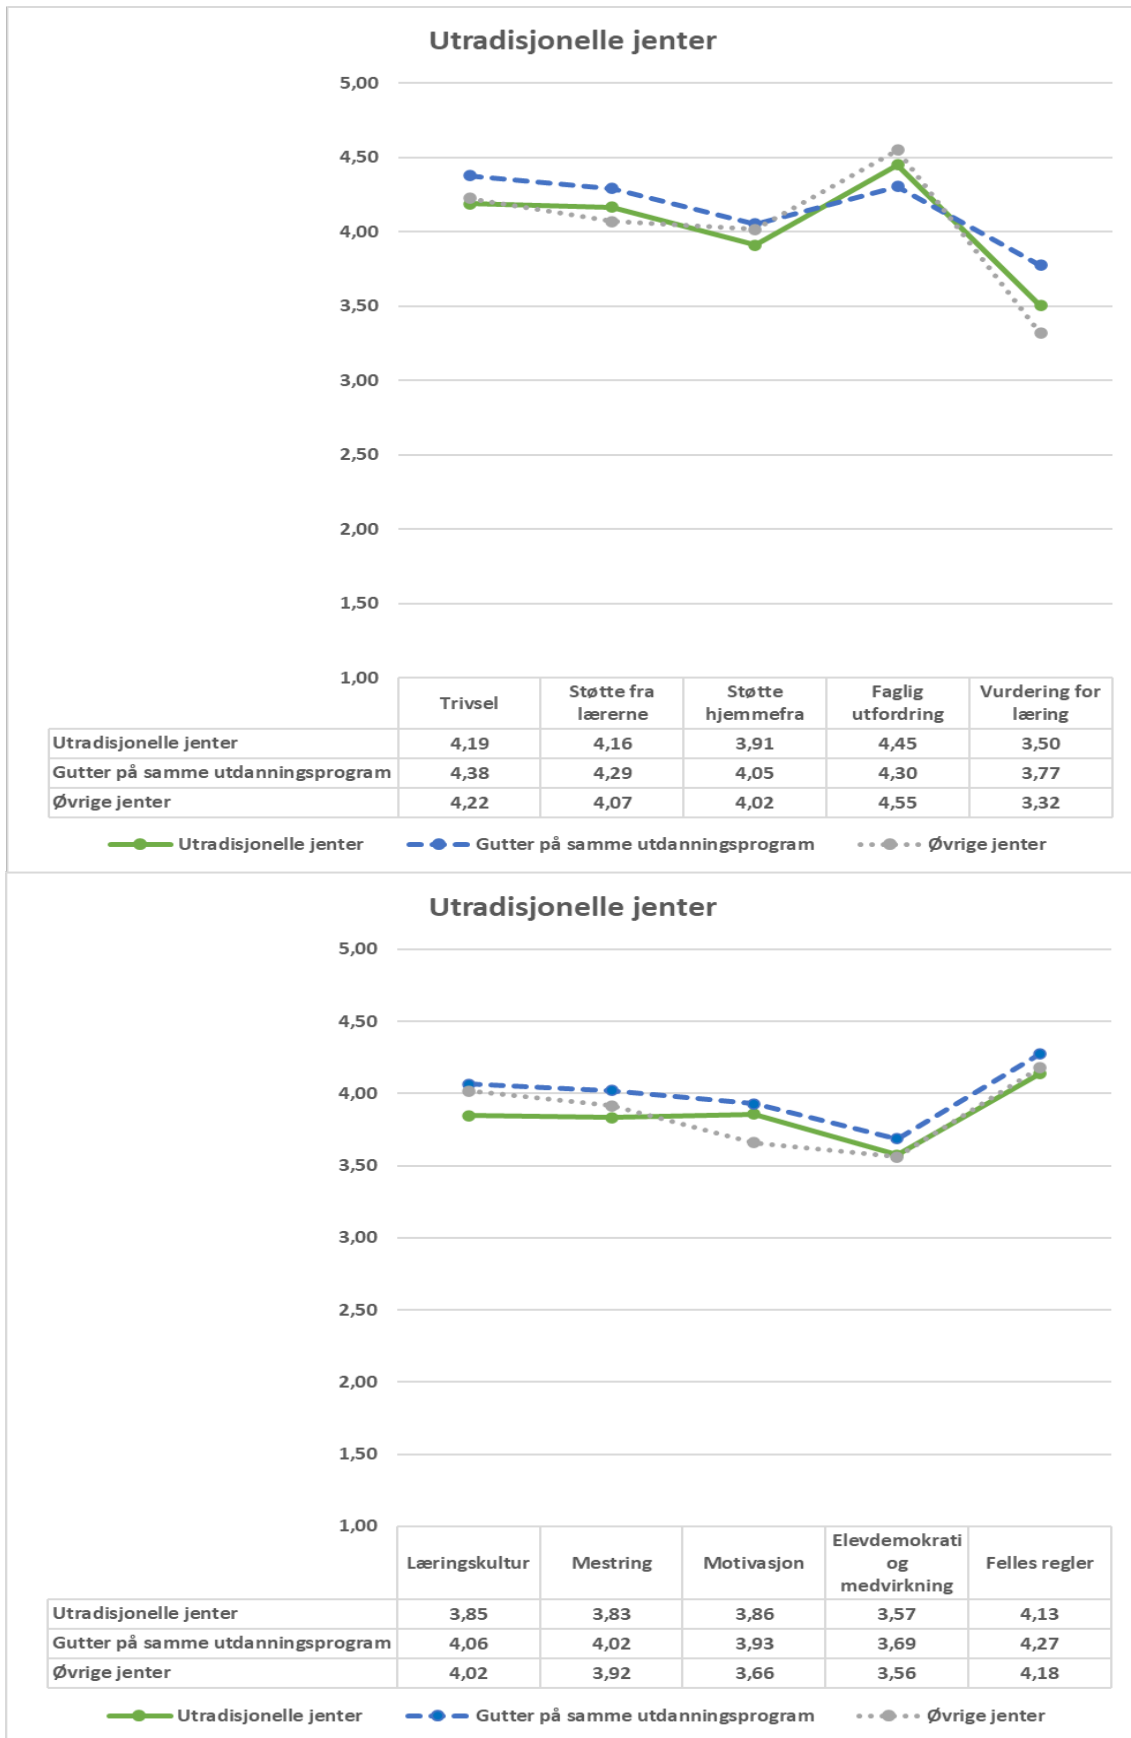 Utradisjonelle jenter
5,00
4,50
4,00
3,50
3,00
2,50
2,00
1,50
1,00
Trivsel
Støtte fra
lærerne
Støtte
hjemmefra
Faglig
utfordring
Vurdering for
læring
Utradisjonelle jenter 4,19 4,16 3,91 4,45 3,50
Gutter på samme utdanningsprogram 4,38 4,29 4,05 4,30 3,77
Øvrige jenter 4,22 4,07 4,02 4,55 3,32
Utradisjonelle jenter Gutter på samme utdanningsprogram Øvrige jenter
Utradisjonelle jenter
5,00
4,50
4,00
3,50
3,00
2,50
2,00
1,50
1,00
Læringskultur
Mestring
Motivasjon
Elevdemokrati
og
medvirkning
Felles regler
Utradisjonelle jenter 3,85 3,83 3,86 3,57 4,13
Gutter på samme utdanningsprogram 4,06 4,02 3,93 3,69 4,27
Øvrige jenter 4,02 3,92 3,66 3,56 4,18
Utradisjonelle jenter Gutter på samme utdanningsprogram Øvrige jenter